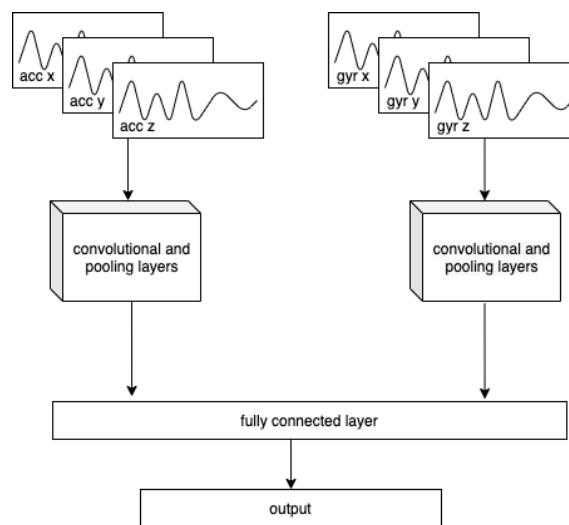 acc x
acc y
acc z
gyr x
gyr y
gyr z
convolutional and
pooling layers
convolutional and
pooling layers
fully connected layer
output